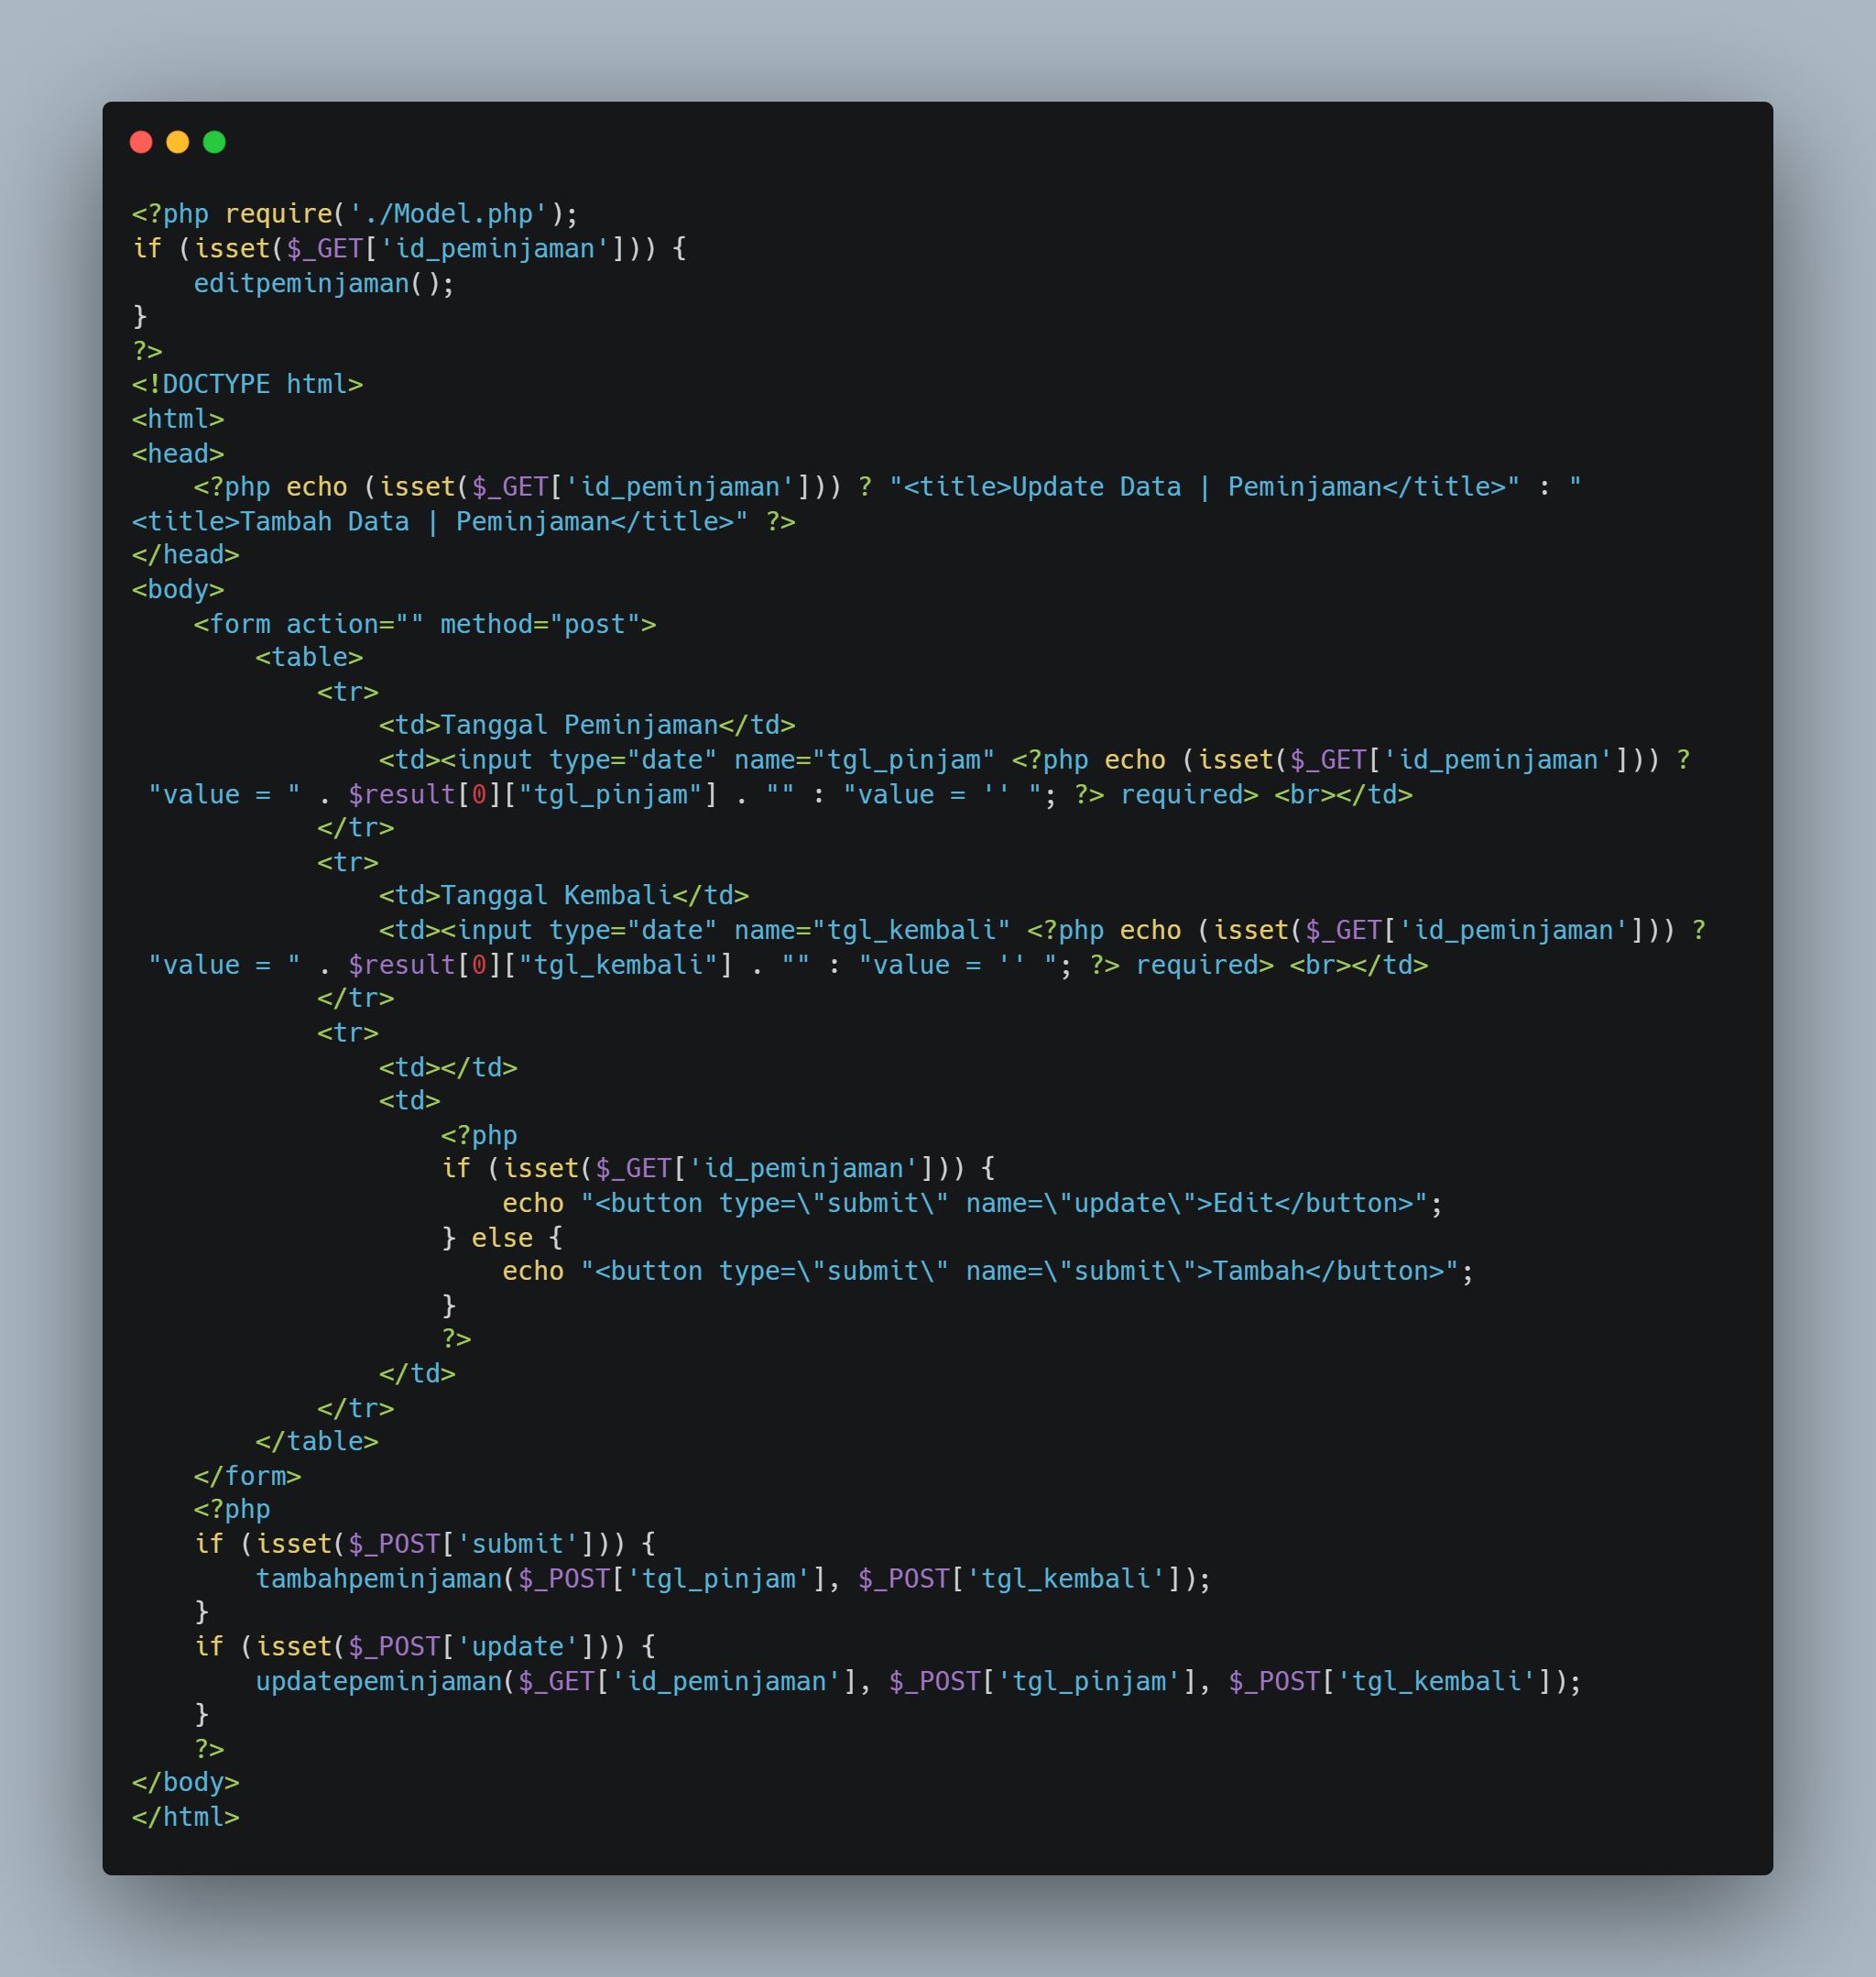 <?php require('./Model.php');
if (isset($_GET['id_peminjaman'])) {
    editpeminjaman();
}
?>
<!DOCTYPE html>
<html>
<head>
    <?php echo (isset($_GET['id_peminjaman'])) ? "<title>Update Data | Peminjaman</title>" : "
<title>Tambah Data | Peminjaman</title>" ?>
</head>
<body>
    <form action="" method="post">
        <table>
            <tr>
                <td>Tanggal Peminjaman</td>
                <td><input type="date" name="tgl_pinjam" <?php echo (isset($_GET['id_peminjaman'])) ?
 "value = " . $result[0]["tgl_pinjam"] . "" : "value = '' "; ?> required> <br></td>
            </tr>
            <tr>
                <td>Tanggal Kembali</td>
                <td><input type="date" name="tgl_kembali" <?php echo (isset($_GET['id_peminjaman'])) ?
 "value = " . $result[0]["tgl_kembali"] . "" : "value = '' "; ?> required> <br></td>
            </tr>
            <tr>
                <td></td>
                <td>
                    <?php
                    if (isset($_GET['id_peminjaman'])) {
                        echo "<button type=\"submit\" name=\"update\">Edit</button>";
                    } else {
                        echo "<button type=\"submit\" name=\"submit\">Tambah</button>";
                    }
                    ?>
                </td>
            </tr>
        </table>
    </form>
    <?php
    if (isset($_POST['submit'])) {
        tambahpeminjaman($_POST['tgl_pinjam'], $_POST['tgl_kembali']);
    }
    if (isset($_POST['update'])) {
        updatepeminjaman($_GET['id_peminjaman'], $_POST['tgl_pinjam'], $_POST['tgl_kembali']);
    }
    ?>
</body>
</html>